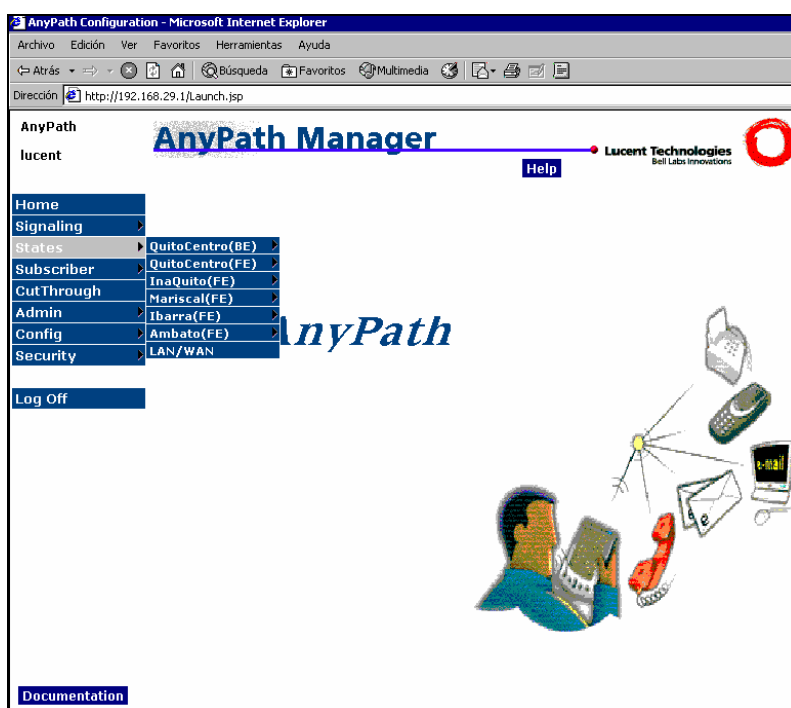 AnyPath Configuration - Microsoft Internet Explorer
Archivo Edición Ver Favoritos Herramientas Ayuda
Atrás Búsqueda Favoritos Multimedia
Dirección http://192.168.29.1/Launch.jsp
AnyPath
lucent
AnyPath Manager
Lucent Technologies
Bell Labs Innovations
Help
Home
Signaling
States
Subscriber
CutThrough
Admin
Config
Security
Log Off
QuitoCentro(BE)
QuitoCentro(FE)
InaQuito(FE)
Mariscal(FE)
Ibarra(FE)
Ambato(FE)
LAN/WAN
AnyPath
e-mail
e
e
Documentation